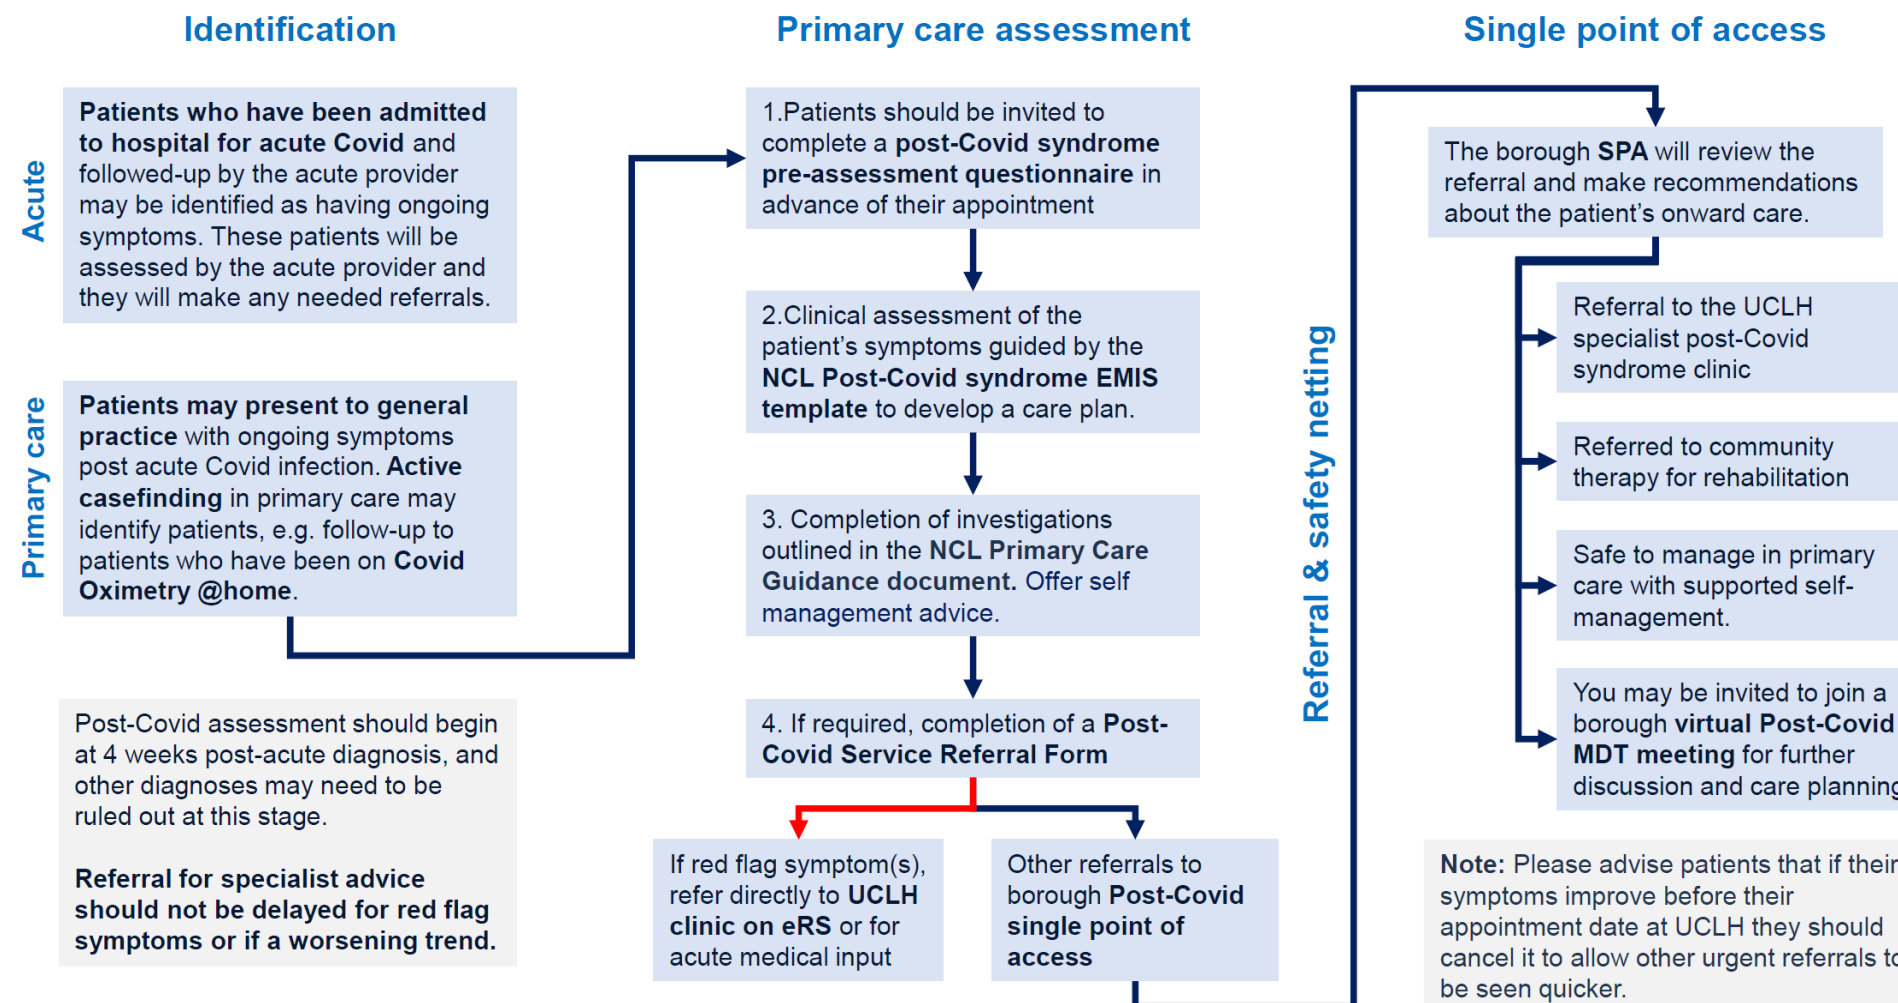 Identification
Acute
Patients who have been admitted
to hospital for acute Covid and
followed-up by the acute provider
may be identified as having ongoing
symptoms. These patients will be
assessed by the acute provider and
they will make any needed referrals.
Primary care
Patients may present to general
practice with ongoing symptoms
post acute Covid infection. Active
casefinding in primary care may
identify patients, e.g. follow-up to
patients who have been on Covid
Oximetry @home.
Post-Covid assessment should begin
at 4 weeks post-acute diagnosis, and
other diagnoses may need to be
ruled out at this stage.
Referral for specialist advice
should not be delayed for red flag
symptoms or if a worsening trend.
Primary care assessment
1.Patients should be invited to
complete a post-Covid syndrome
pre-assessment questionnaire in
advance of their appointment
2.Clinical assessment of the
patient's symptoms guided by the
NCL Post-Covid syndrome EMIS
template to develop a care plan.
3. Completion of investigations
outlined in the NCL Primary Care
Guidance document. Offer self
management advice.
4. If required, completion of a Post-
Covid Service Referral Form
If red flag symptom(s),
refer directly to UCLH
clinic on eRS or for
acute medical input
Other referrals to
borough Post-Covid
single point of
access
Referral & safety netting
Single point of access
The borough SPA will review the
referral and make recommendations
about the patient's onward care.
Referral to the UCLH
specialist post-Covid
syndrome clinic
Referred to community
therapy for rehabilitation
Safe to manage in primary
care with supported self-
management.
You may be invited to join a
borough virtual Post-Covid
MDT meeting for further
discussion and care planning
Note: Please advise patients that if their
symptoms improve before their
appointment date at UCLH they should
cancel it to allow other urgent referrals to
be seen quicker.